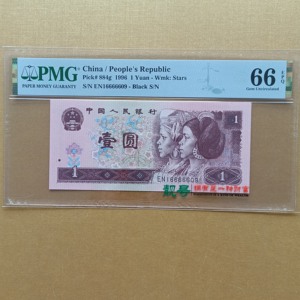 PMG
PAPER MONEY GUARANTY
China / People's Republic
Pick# 884g 1996 1 Yuan - Wmk: Stars
S/N EN16666609 - Black S/N
66 EPQ
Gem Uncirculated
中国人民银行
1
壹圆
1
EN16666609